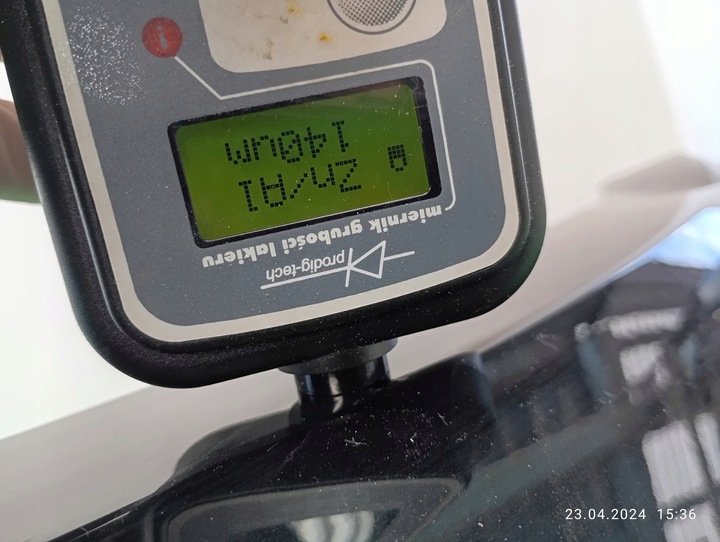 prodig-tech
miernik grubości lakieru
Zn/Al
140um
23.04.2024 15:36